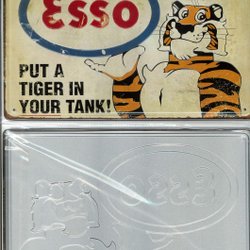 ESSO
PUT A
TIGER IN
YOUR TANK!